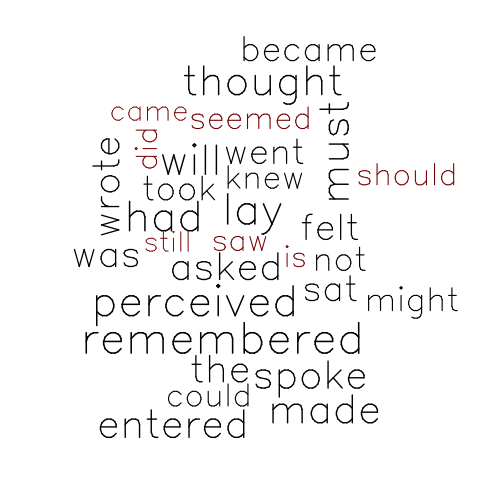 became
thought
came seemed
did must
wrote will went
took knew should
had lay
felt
was still saw
asked is not
perceived sat might
remembered
the spoke
could made
entered